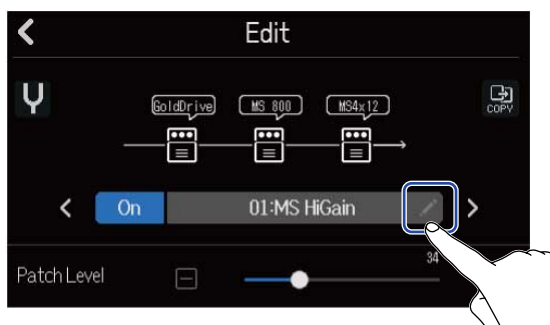 Edit
COPY
GoldDrive MS 800 MS4x12
On 01:MS HiGain
34
Patch Level